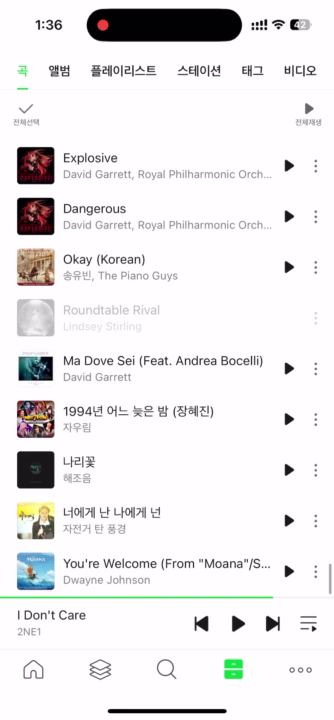 1:36
42
곡 앨범 플레이리스트 스테이션 태그 비디오
전체선택 전체재생
Explosive
David Garrett, Royal Philharmonic Orch...
Dangerous
David Garrett, Royal Philharmonic Orch...
Okay (Korean)
송유빈, The Piano Guys
Roundtable Rival
Lindsey Stirling
Ma Dove Sei (Feat. Andrea Bocelli)
David Garrett
1994년 어느 늦은 밤 (장혜진)
자우림
나리꽃
해조음
너에게 난 나에게 넌
자전거 탄 풍경
You're Welcome (From "Moana"/S...
Dwayne Johnson
I Don't Care
2NE1